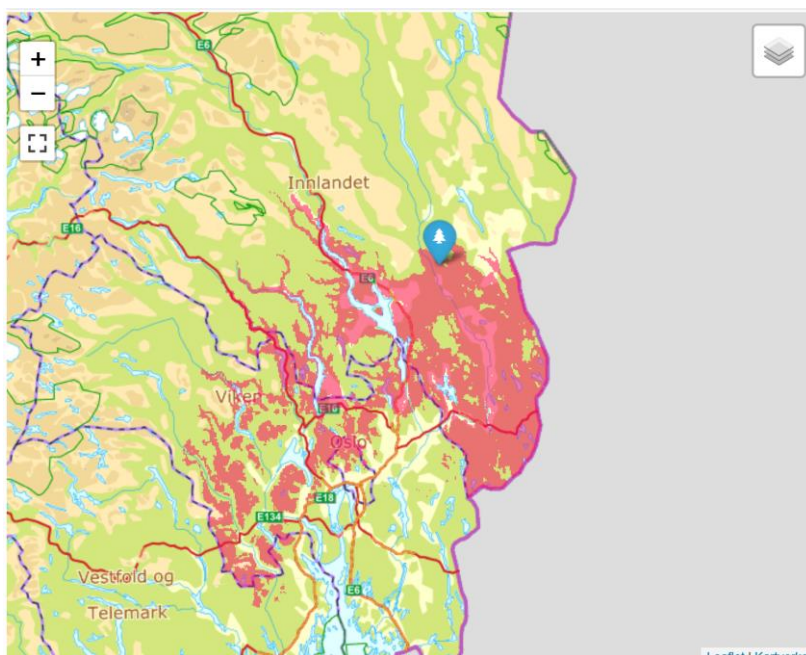 +
E6
−
Innlandet
E16
E6
Viken
E16
Oslo
E18
E134
Vestfold og
Telemark
E6